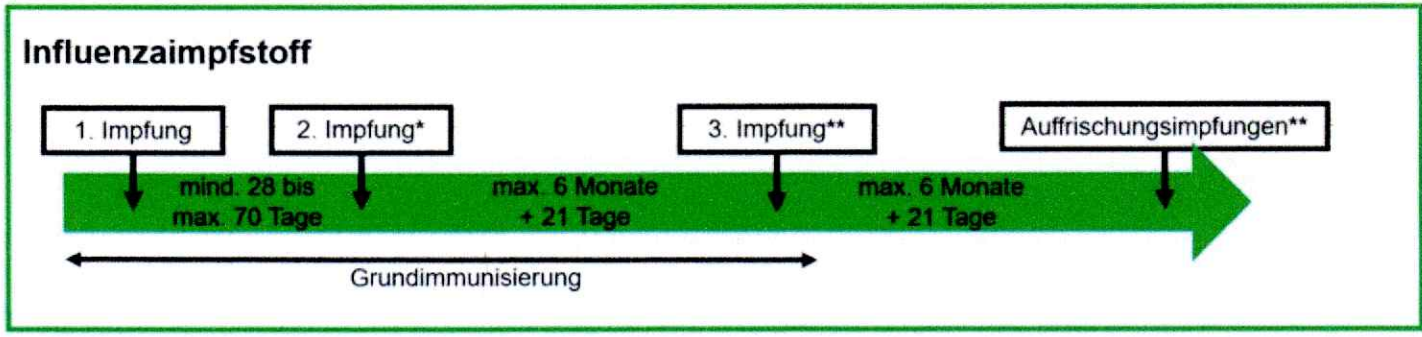 Influenzaimpfstoff
1. Impfung
2. Impfung*
3. Impfung**
Auffrischungsimpfungen**
mind. 28 bis
max. 70 Tage
max. 6 Monate
+ 21 Tage
max. 6 Monate
+ 21 Tage
Grundimmunisierung